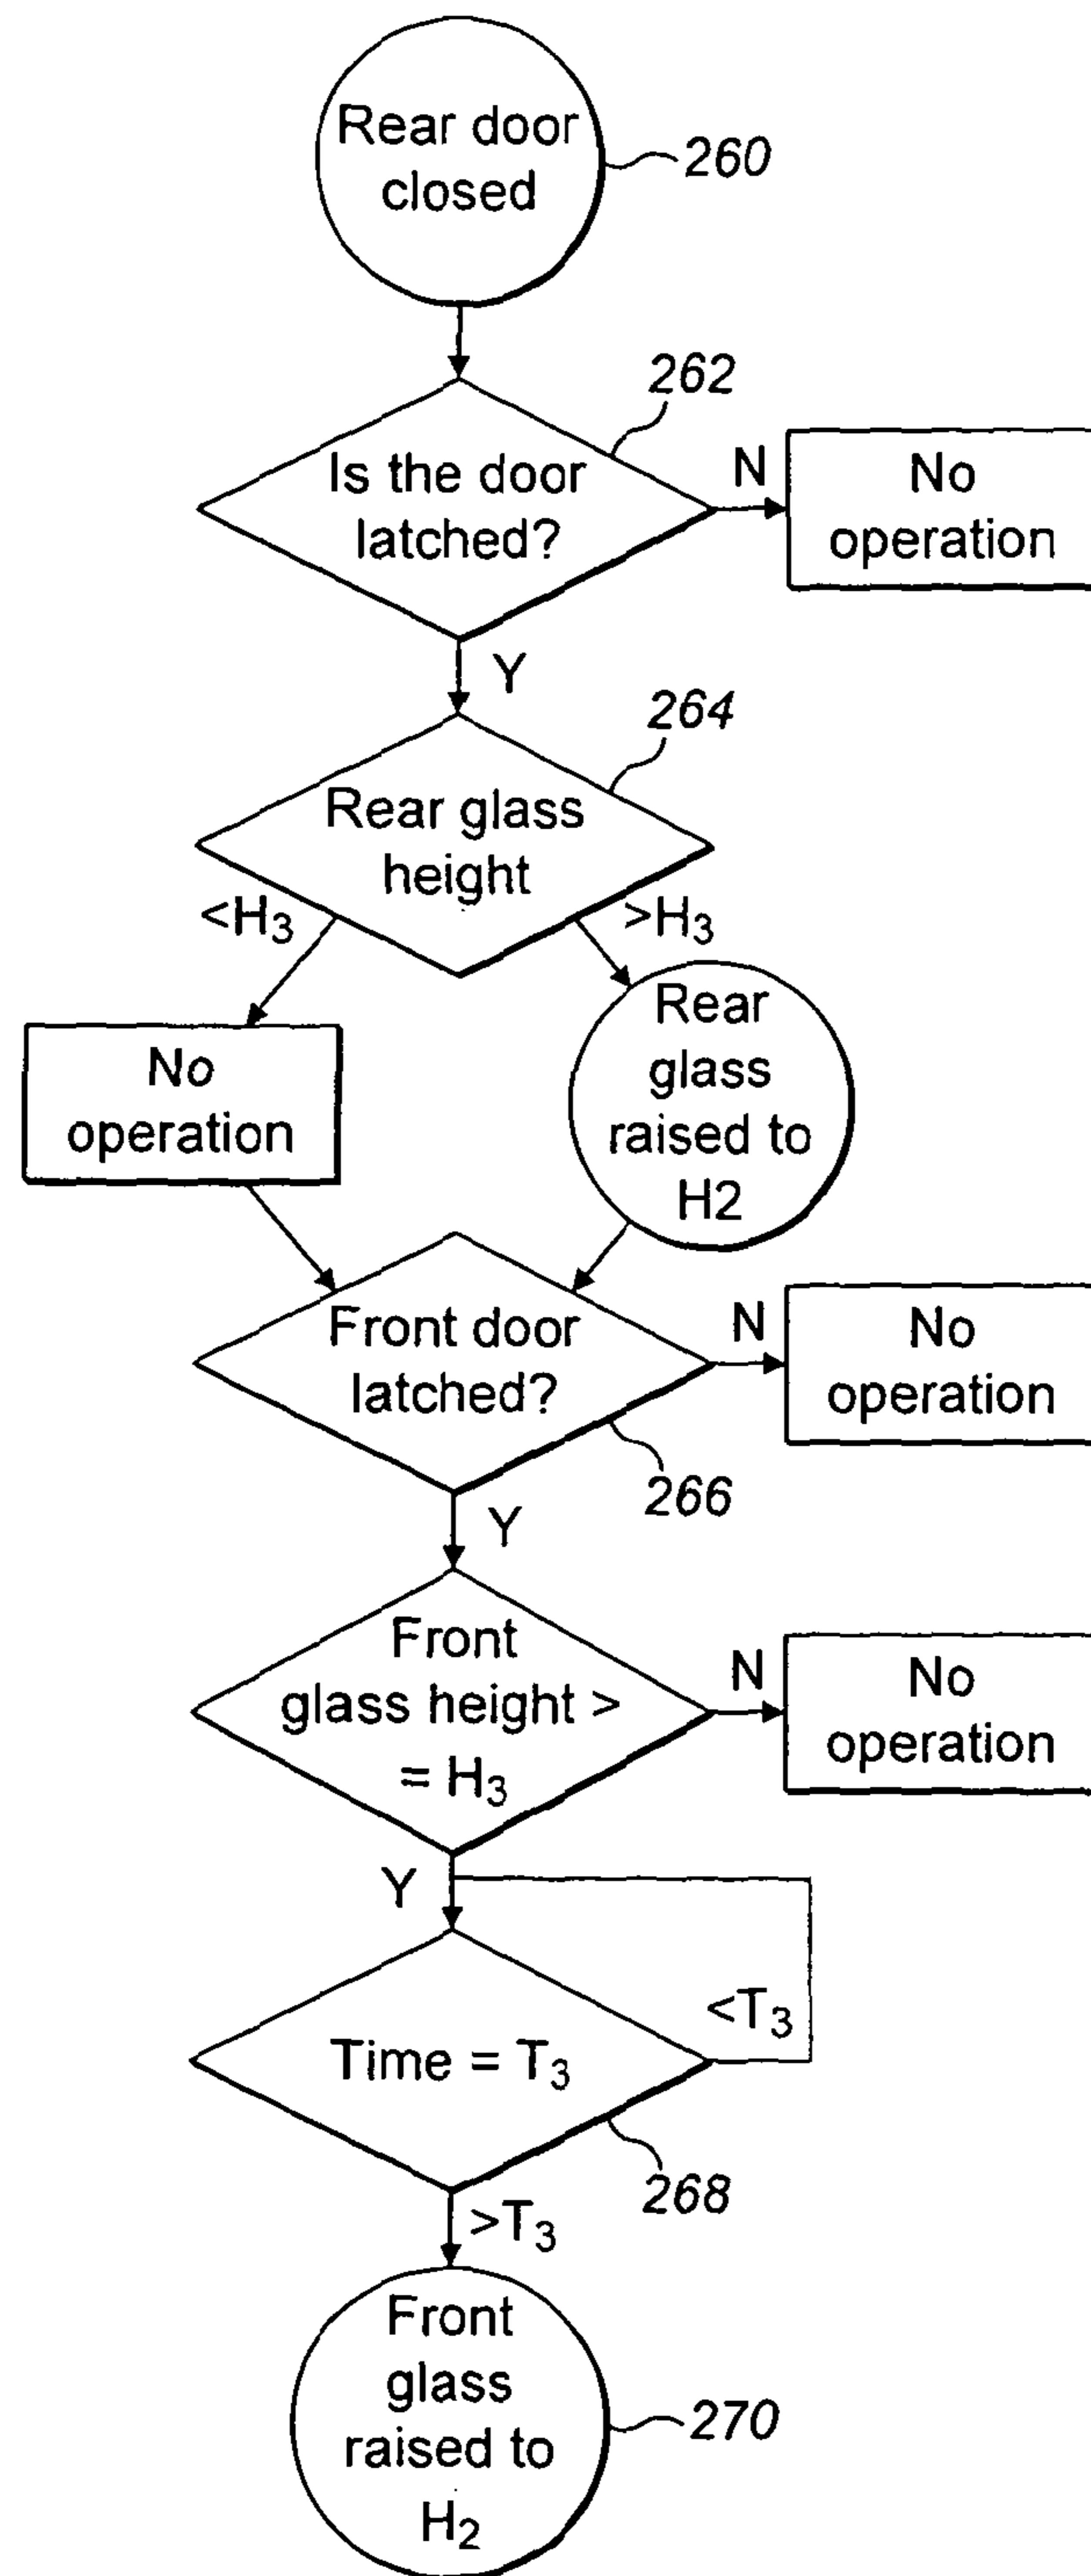 Rear door
closed
260
262
Is the door
latched?
N
No
operation
Y
264
Rear glass
height
<H₃
>H₃
No
operation
Rear
glass
raised to
H2
Front door
latched?
N
No
operation
266
Y
Front
glass height >
= H₃
N
No
operation
Y
<T₃
Time = T₃
268
>T₃
Front
glass
raised to
H₂
270